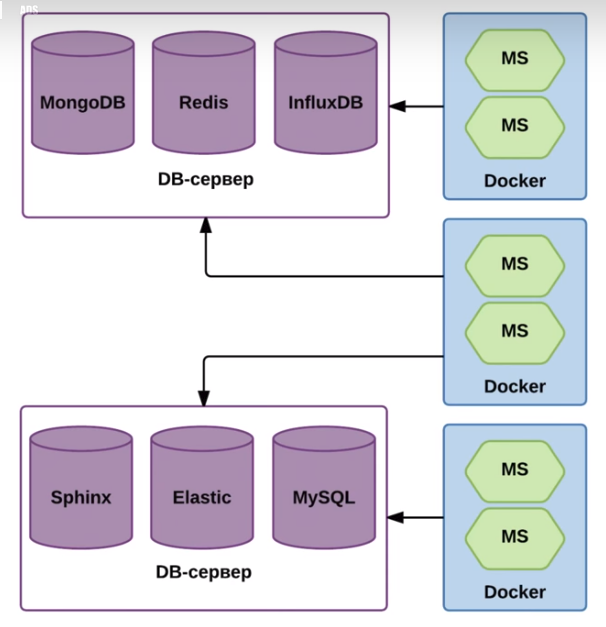 ADS
MongoDB
Redis
InfluxDB
DB-сервер
MS
MS
Docker
MS
MS
Docker
Sphinx
Elastic
MySQL
DB-сервер
MS
MS
Docker